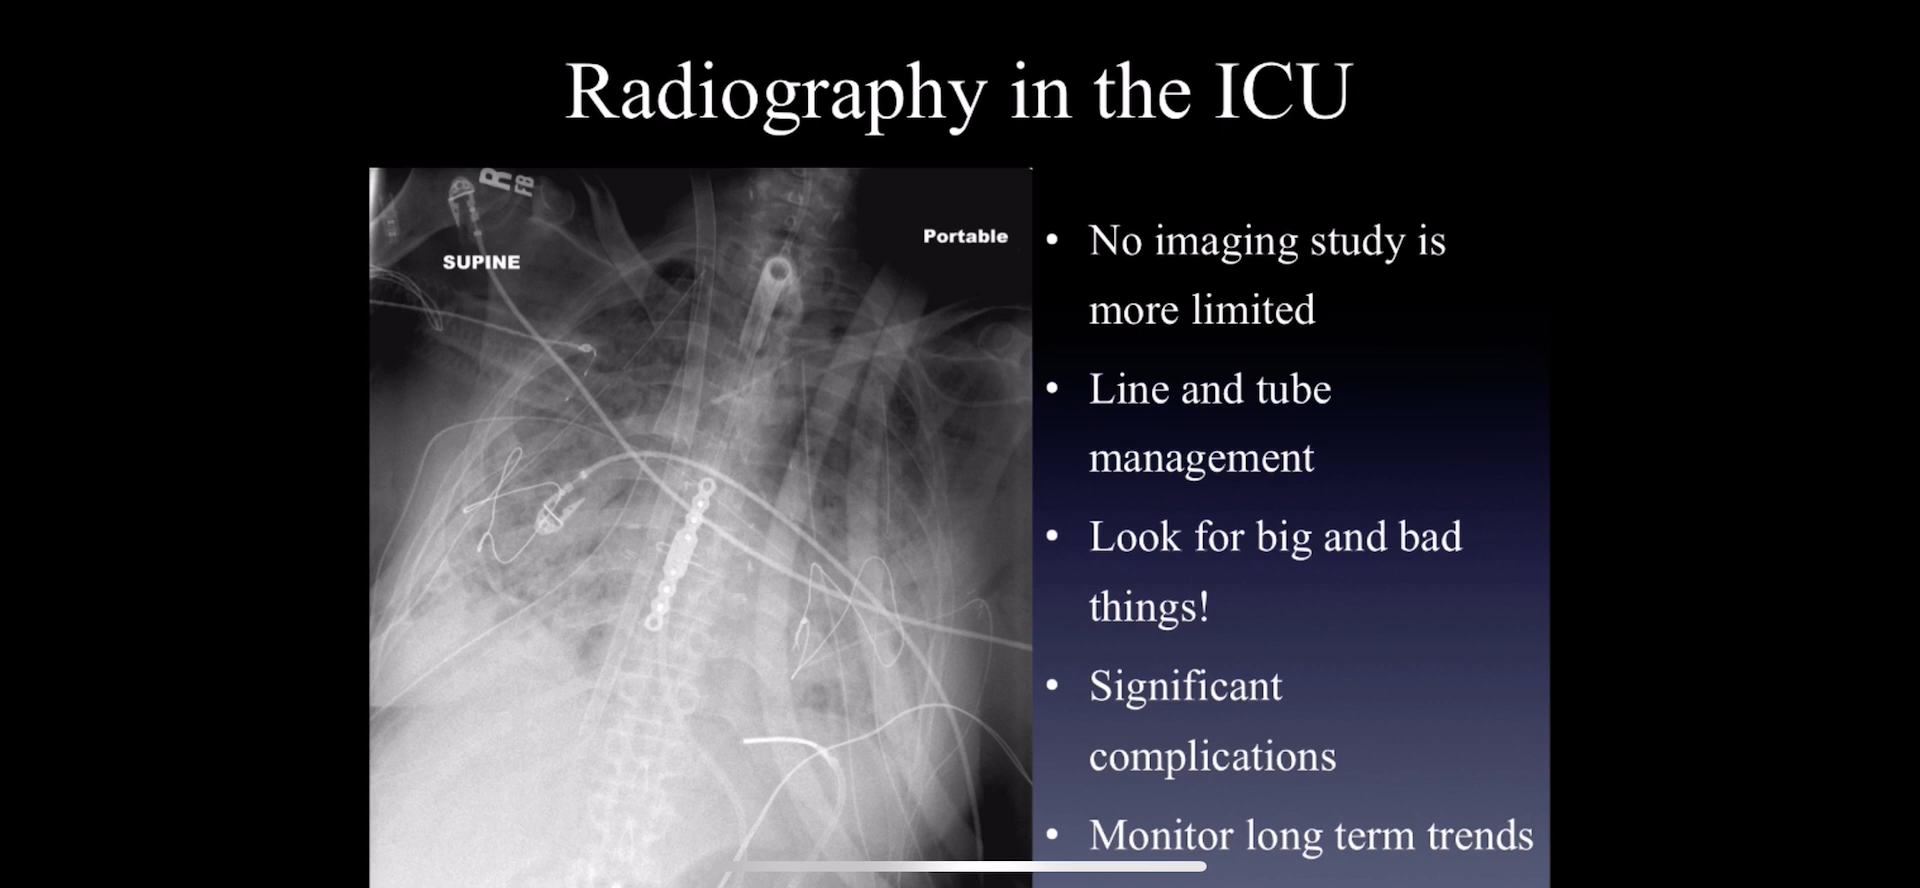 Radiography in the ICU
R
FB
SUPINE
Portable
• No imaging study is
more limited
• Line and tube
management
• Look for big and bad
things!
• Significant
complications
• Monitor long term trends